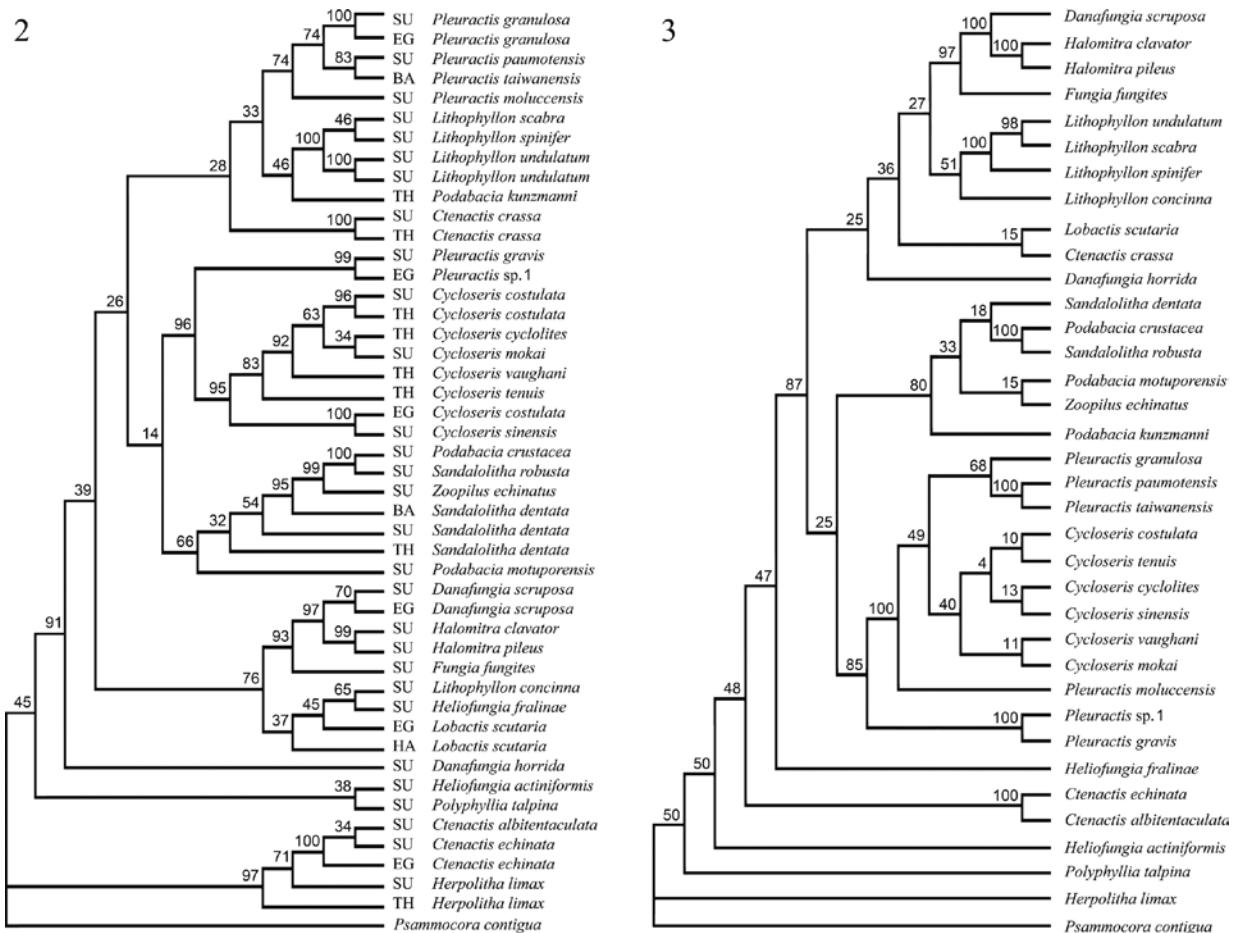 2
100 SU Pleuractis granulosa
74 EG Pleuractis granulosa
74 83 SU Pleuractis paumotensis
BA Pleuractis taiwanensis
33 SU Pleuractis moluccensis
46 SU Lithophyllon scabra
100 SU Lithophyllon spinifer
28 46 100 SU Lithophyllon undulatum
SU Lithophyllon undulatum
TH Podabacia kunzmanni
100 SU Ctenactis crassa
TH Ctenactis crassa
99 SU Pleuractis gravis
EG Pleuractis sp.1
26 96 96 SU Cycloseris costulata
63 TH Cycloseris costulata
92 34 TH Cycloseris cyclolites
SU Cycloseris mokai
83 TH Cycloseris vaughani
95 TH Cycloseris tenuis
100 EG Cycloseris costulata
14 SU Cycloseris sinensis
100 SU Podabacia crustacea
99 SU Sandalolitha robusta
39 95 SU Zoopilus echinatus
54 BA Sandalolitha dentata
32 SU Sandalolitha dentata
66 TH Sandalolitha dentata
SU Podabacia motuporensis
70 SU Danafungia scruposa
97 EG Danafungia scruposa
91 93 99 SU Halomitra clavator
SU Halomitra pileus
76 SU Fungia fungites
65 SU Lithophyllon concinna
45 45 SU Heliofungia fralinae
37 EG Lobactis scutaria
HA Lobactis scutaria
SU Danafungia horrida
38 SU Heliofungia actiniformis
SU Polyphyllia talpina
34 SU Ctenactis albitentaculata
100 SU Ctenactis echinata
71 EG Ctenactis echinata
97 SU Herpolitha limax
TH Herpolitha limax
Psammocora contigua
3
100 Danafungia scruposa
97 100 Halomitra clavator
Halomitra pileus
27 Fungia fungites
98 Lithophyllon undulatum
100 Lithophyllon scabra
36 51 Lithophyllon spinifer
Lithophyllon concinna
25 15 Lobactis scutaria
Ctenactis crassa
Danafungia horrida
18 Sandalolitha dentata
33 100 Podabacia crustacea
Sandalolitha robusta
87 80 15 Podabacia motuporensis
Zoopilus echinatus
Podabacia kunzmanni
68 Pleuractis granulosa
100 Pleuractis paumotensis
Pleuractis taiwanensis
25 49 10 Cycloseris costulata
4 Cycloseris tenuis
47 40 13 Cycloseris cyclolites
Cycloseris sinensis
100 11 Cycloseris vaughani
Cycloseris mokai
85 Pleuractis moluccensis
48 100 Pleuractis sp.1
Pleuractis gravis
50 Heliofungia fralinae
100 Ctenactis echinata
50 Ctenactis albitentaculata
Heliofungia actiniformis
Polyphyllia talpina
Herpolitha limax
Psammocora contigua